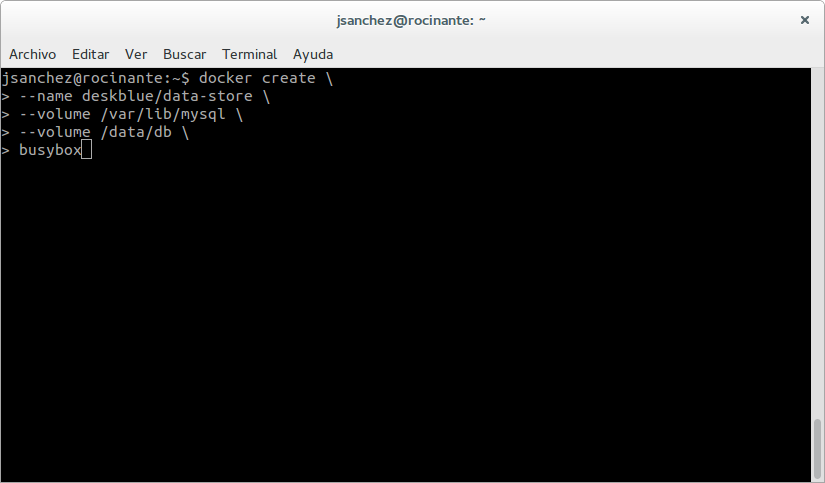 jsanchez@rocinante: ~
Archivo Editar Ver Buscar Terminal Ayuda
jsanchez@rocinante:~$ docker create \
> --name deskblue/data-store \
> --volume /var/lib/mysql \
> --volume /data/db \
> busybox